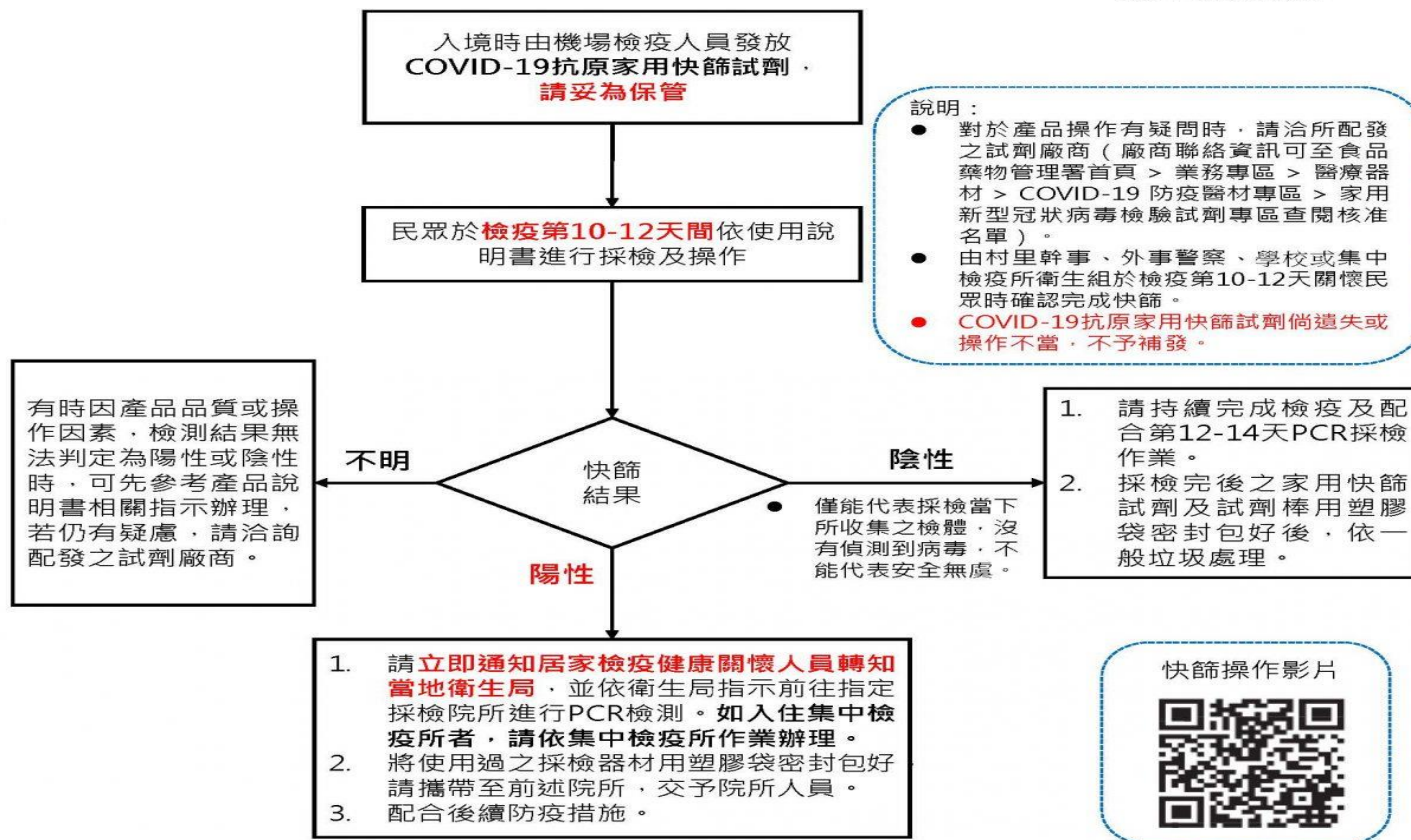 入境時由機場檢疫人員發放
COVID-19抗原家用快篩試劑，
請妥為保管
說明：
● 對於產品操作有疑問時，請洽所配發
之試劑廠商（廠商聯絡資訊可至食品
藥物管理署首頁 > 業務專區 > 醫療器
材 > COVID-19 防疫醫材專區 > 家用
新型冠狀病毒檢驗試劑專區查閱核准
名單）。
● 由村里幹事、外事警察、學校或集中
檢疫所衛生組於檢疫第10-12天關懷民
眾時確認完成快篩。
● COVID-19抗原家用快篩試劑倘遺失或
操作不當，不予補發。
民眾於檢疫第10-12天間依使用說
明書進行採檢及操作
有時因產品品質或操
作因素，檢測結果無
法判定為陽性或陰性
時，可先參考產品說
明書相關指示辦理，
若仍有疑慮，請洽詢
配發之試劑廠商。
不明
快篩
結果
陰性
● 僅能代表採檢當下
所收集之檢體，沒
有偵測到病毒，不
能代表安全無虞。
1. 請持續完成檢疫及配
合第12-14天PCR採檢
作業。
2. 採檢完後之家用快篩
試劑及試劑棒用塑膠
袋密封包好後，依一
般垃圾處理。
陽性
1. 請立即通知居家檢疫健康關懷人員轉知
當地衛生局，並依衛生局指示前往指定
採檢院所進行PCR檢測。如入住集中檢
疫所者，請依集中檢疫所作業辦理。
2. 將使用過之採檢器材用塑膠袋密封包好
請攜帶至前述院所，交予院所人員。
3. 配合後續防疫措施。
快篩操作影片